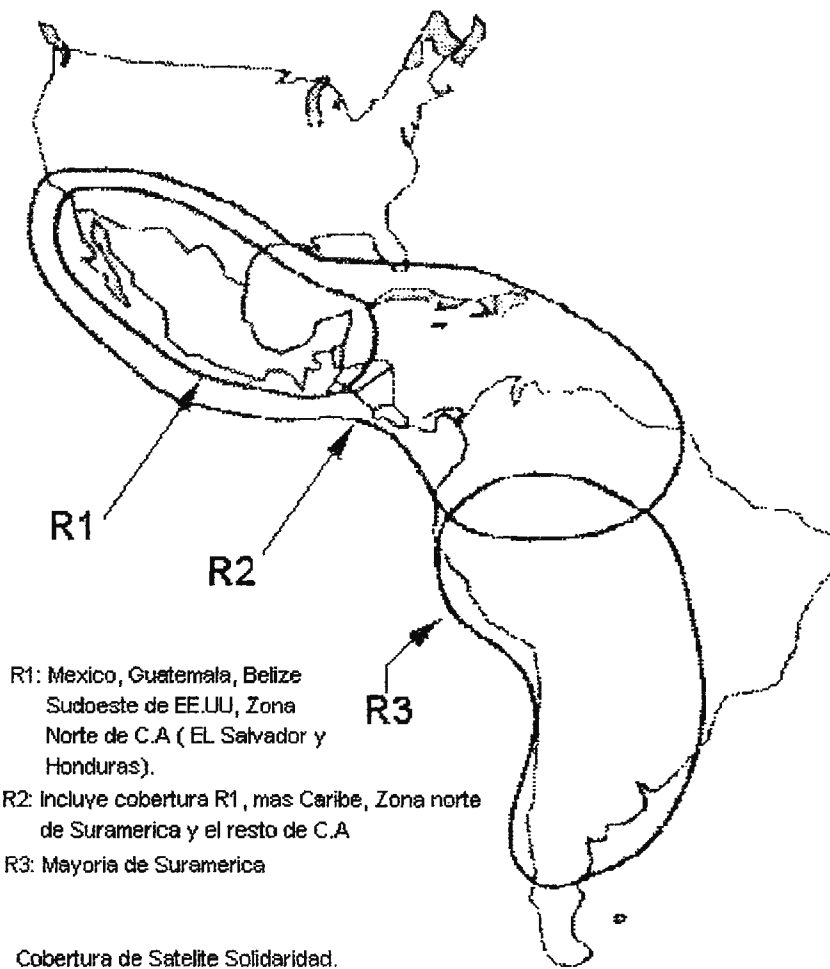 R1
R2
R3
R1: Mexico, Guatemala, Belize
Sudoeste de EE.UU, Zona
Norte de C.A ( EL Salvador y
Honduras).
R2: Incluye cobertura R1, mas Caribe, Zona norte
de Suramerica y el resto de C.A
R3: Mayoria de Suramerica
Cobertura de Satelite Solidaridad.